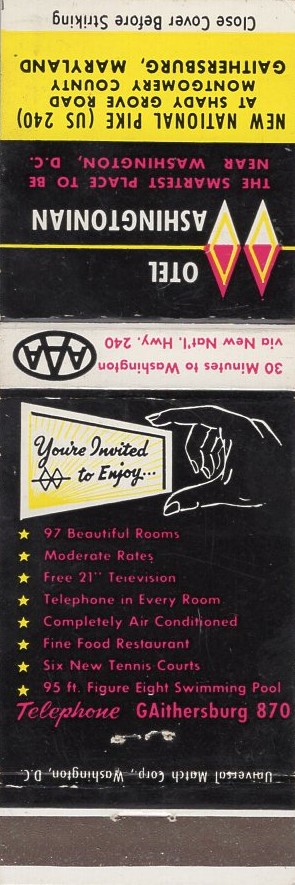 30 Minutes to Washington
via New Nat'l. Hwy. 240
AAA
OTEL
ASHINGTONIAN
THE SMARTEST PLACE TO BE
NEAR WASHINGTON, D.C.
NEW NATIONAL PIKE (US 240)
AT SHADY GROVE ROAD
MONTGOMERY COUNTY
GAITHERSBURG, MARYLAND
Close Cover Before Striking
You're Invited
to Enjoy...
97 Beautiful Rooms
Moderate Rates
Free 21" Teievision
Telephone in Every Room
Completely Air Conditioned
Fine Food Restaurant
Six New Tennis Courts
95 ft. Figure Eight Swimming Pool
Telephone GAithersburg 870
Universal Match Corp., Washington, D.C.